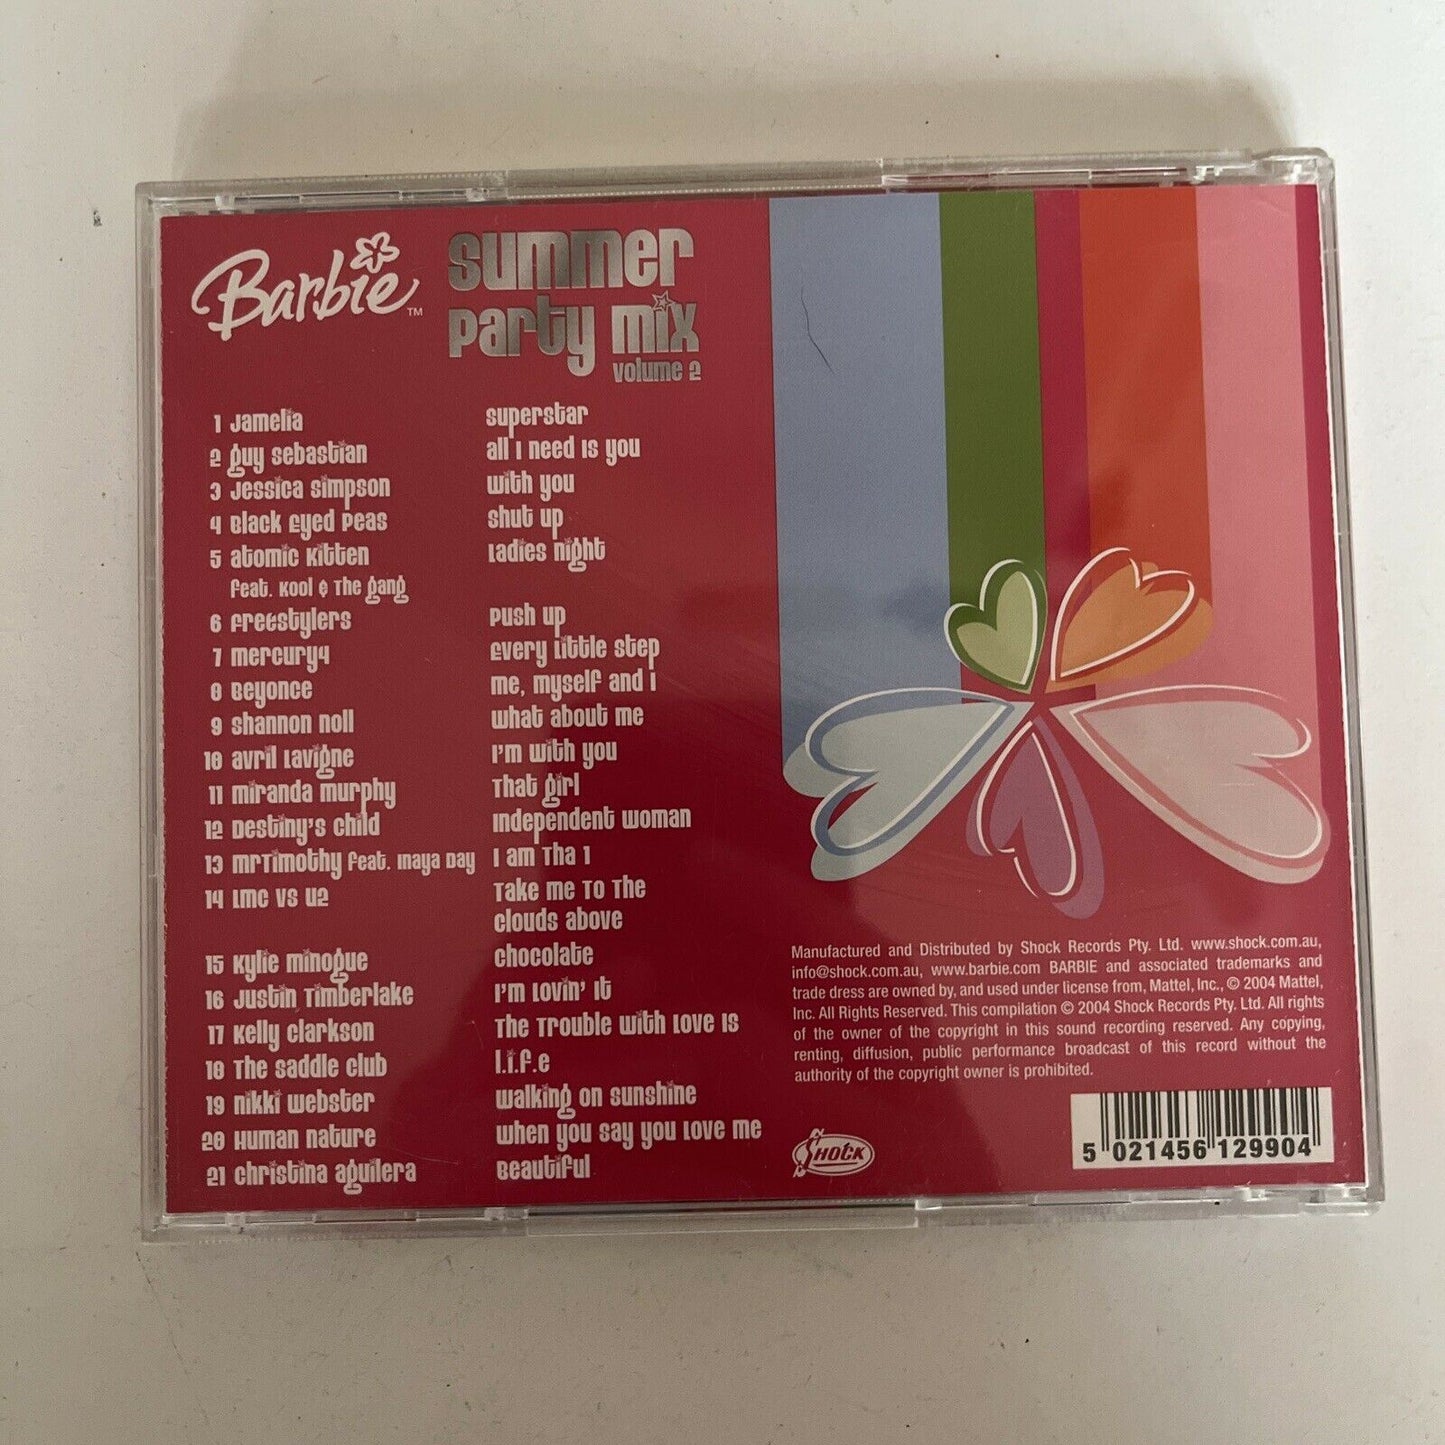 Barbie™
summer
party mix
volume 2
1 Jamelia superstar
2 guy sebastian all I need is you
3 Jessica simpson with you
4 Black Eyed Peas shut up
5 atomic kitten Ladies night
feat. Kool & The gang
6 Freestylers Push up
7 mercury4 Every Little step
8 Beyonce me, myself and I
9 shannon noll what about me
10 avril Lavigne I'm with you
11 miranda murphy That girl
12 Destiny's child Independent woman
13 mrTimothy feat. Inaya Day I am Tha 1
14 LMC vs U2 Take me To The
clouds above
15 Kylie minogue chocolate
16 Justin Timberlake I'm Lovin' It
17 Kelly clarkson The Trouble with Love Is
18 The saddle club l.i.f.e
19 nikki webster walking on sunshine
20 Human nature when you say you Love me
21 christina aguilera Beautiful
Manufactured and Distributed by Shock Records Pty. Ltd. www.shock.com.au,
info@shock.com.au, www.barbie.com BARBIE and associated trademarks and
trade dress are owned by, and used under license from, Mattel, Inc., © 2004 Mattel,
Inc. All Rights Reserved. This compilation © 2004 Shock Records Pty. Ltd. All rights
of the owner of the copyright in this sound recording reserved. Any copying,
renting, diffusion, public performance broadcast of this record without the
authority of the copyright owner is prohibited.
SHOCK
5 021456 129904